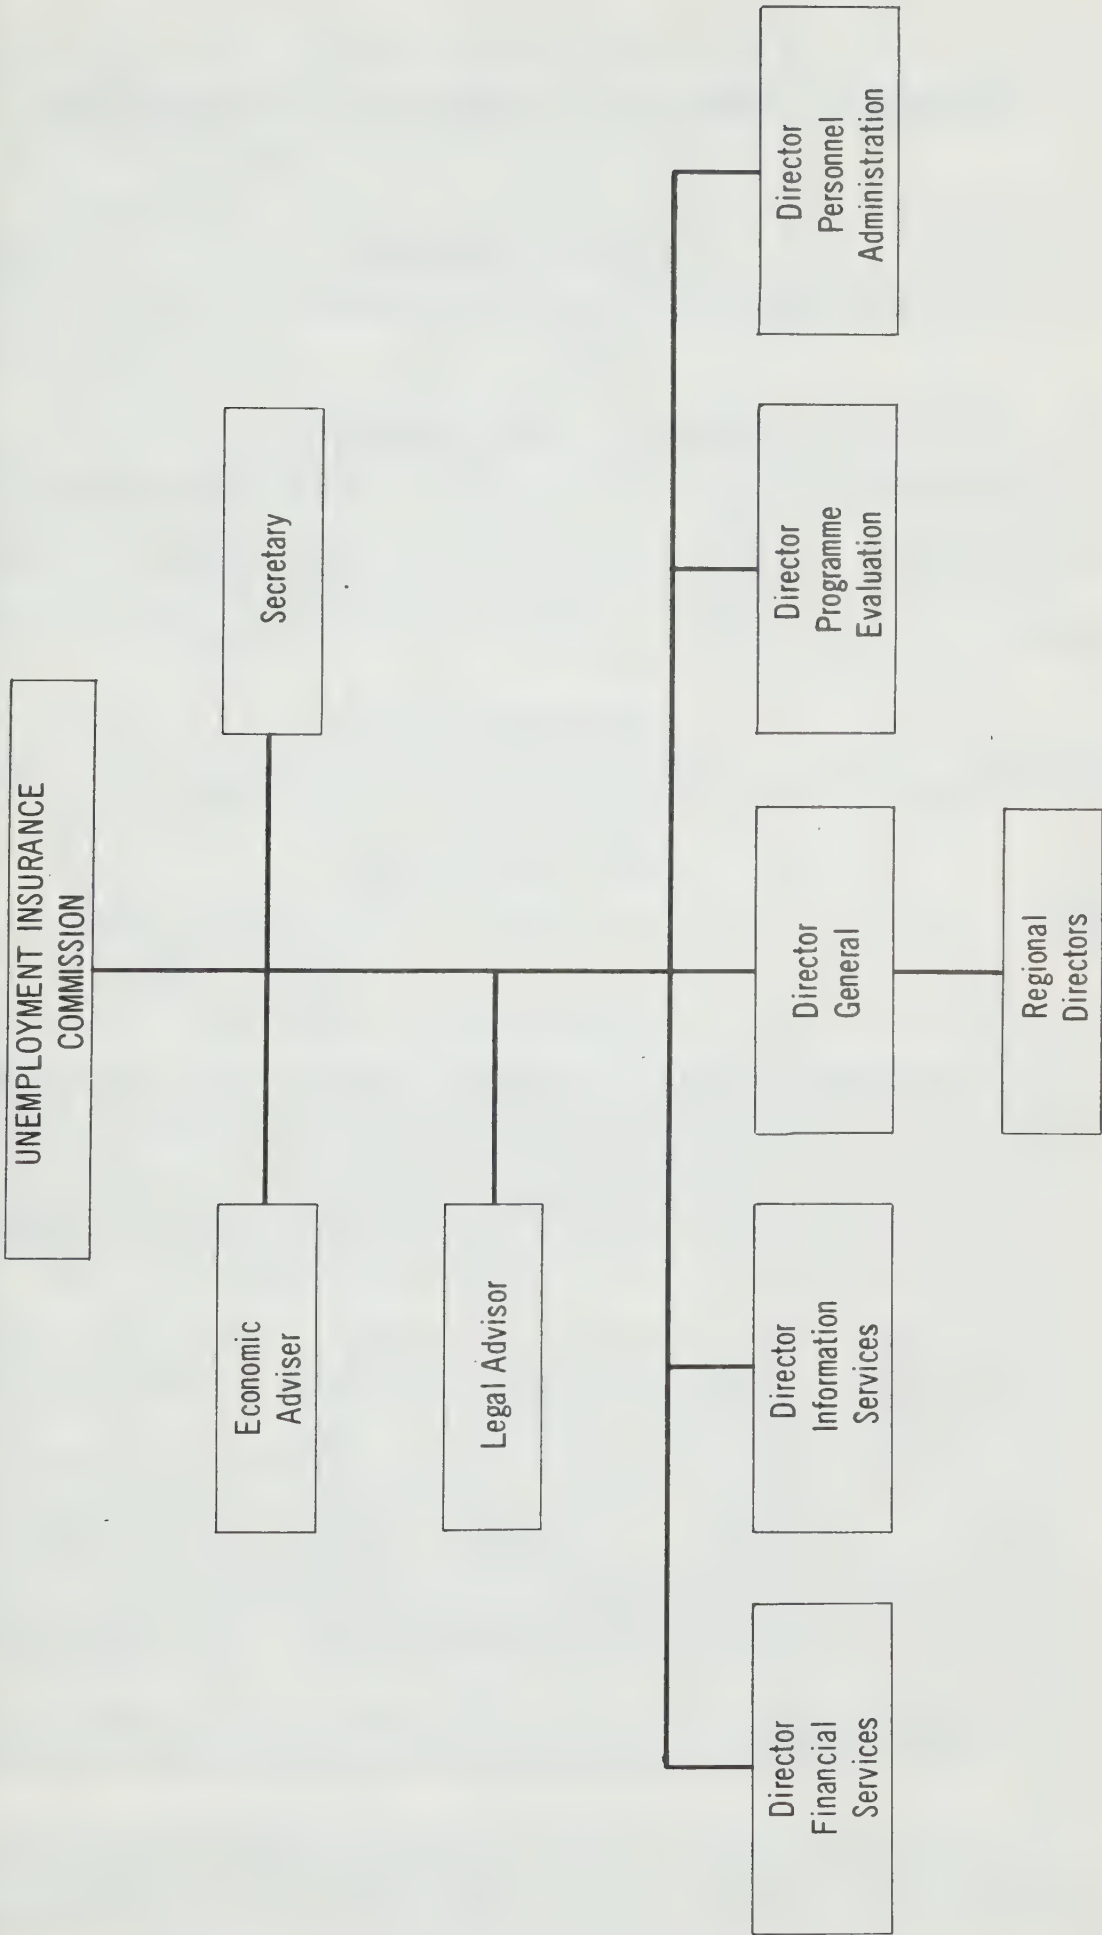 UNEMPLOYMENT INSURANCE
COMMISSION
Economic
Adviser
Secretary
Legal Advisor
Director
Financial
Services
Director
Information
Services
Director
General
Director
Programme
Evaluation
Director
Personnel
Administration
Regional
Directors